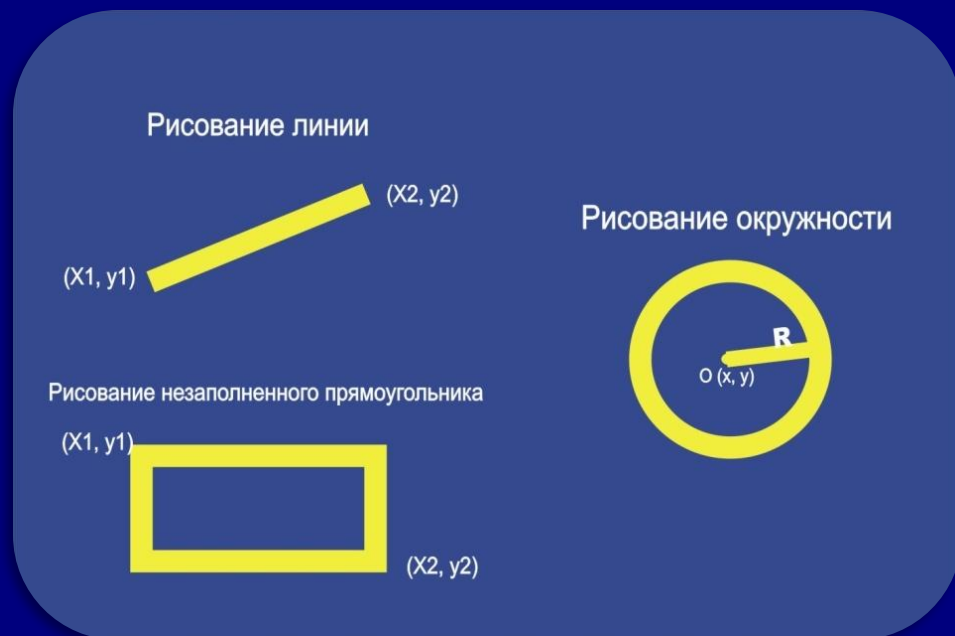 Рисование линии
(X2, y2)
(X1, y1)
Рисование окружности
R
O (x, y)
Рисование незаполненного прямоугольника
(X1, y1)
(X2, y2)